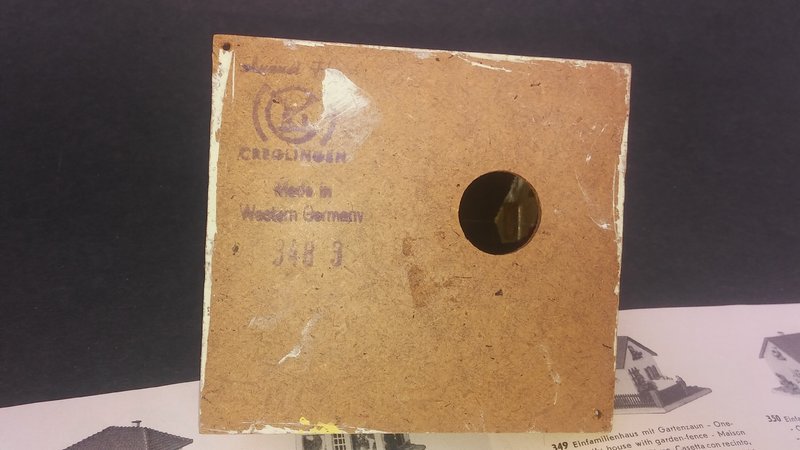 CREGLINGEN
Made in
Western Germany
348 3
349 Einfamilienhaus mit Gartenzaun - One-
house with garden-fence - Maison
Casetta con recinto,
350 Einfa